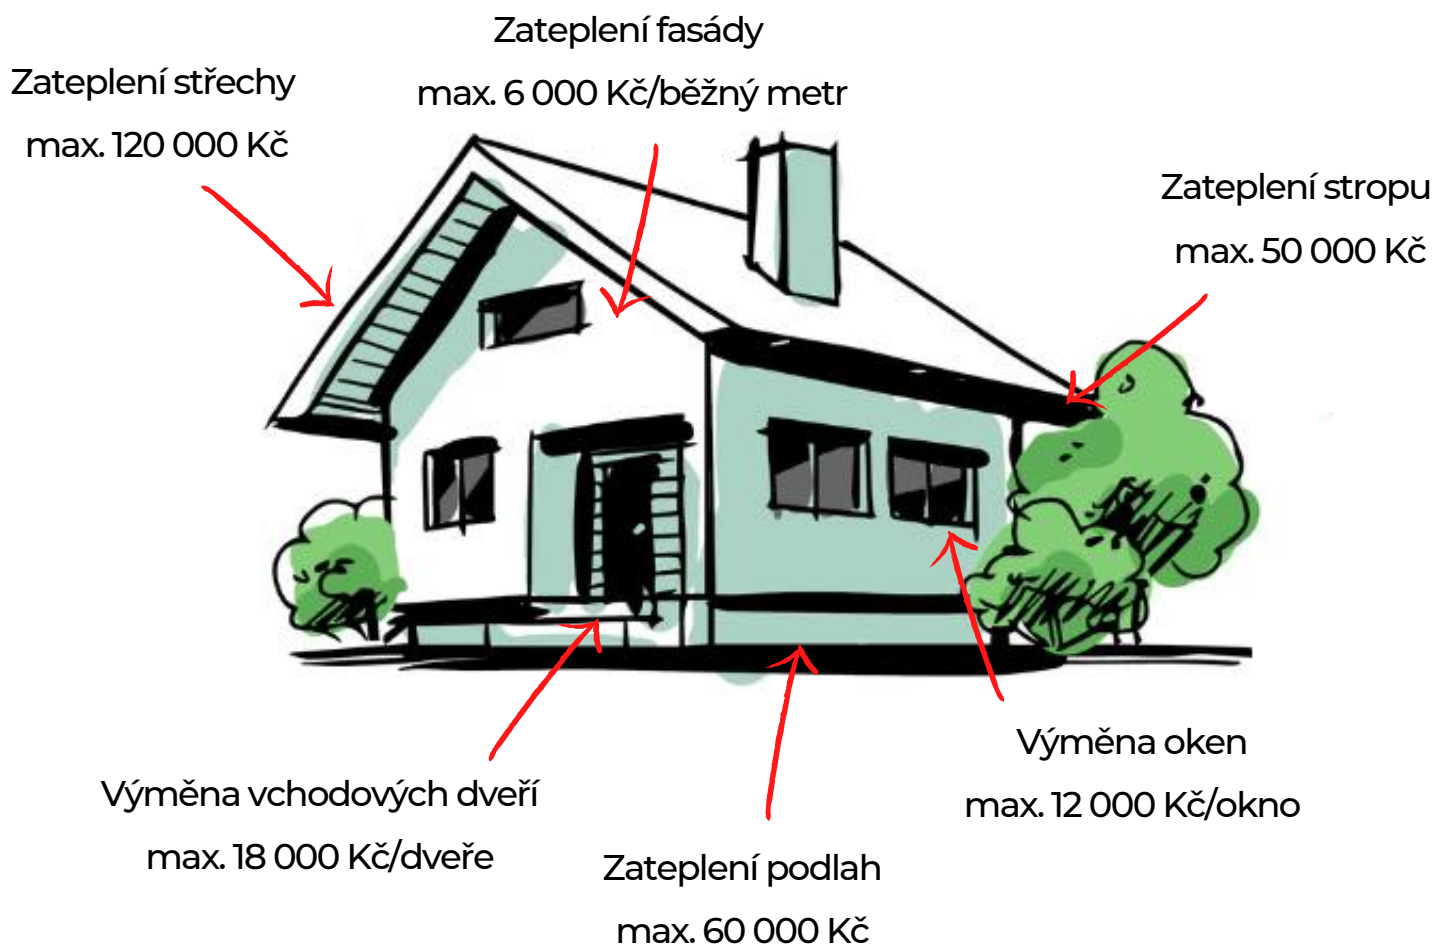 Zateplení fasády
max. 6 000 Kč/běžný metr
Zateplení střechy
max. 120 000 Kč
Zateplení stropu
max. 50 000 Kč
Výměna oken
max. 12 000 Kč/okno
Výměna vchodových dveří
max. 18 000 Kč/dveře
Zateplení podlah
max. 60 000 Kč